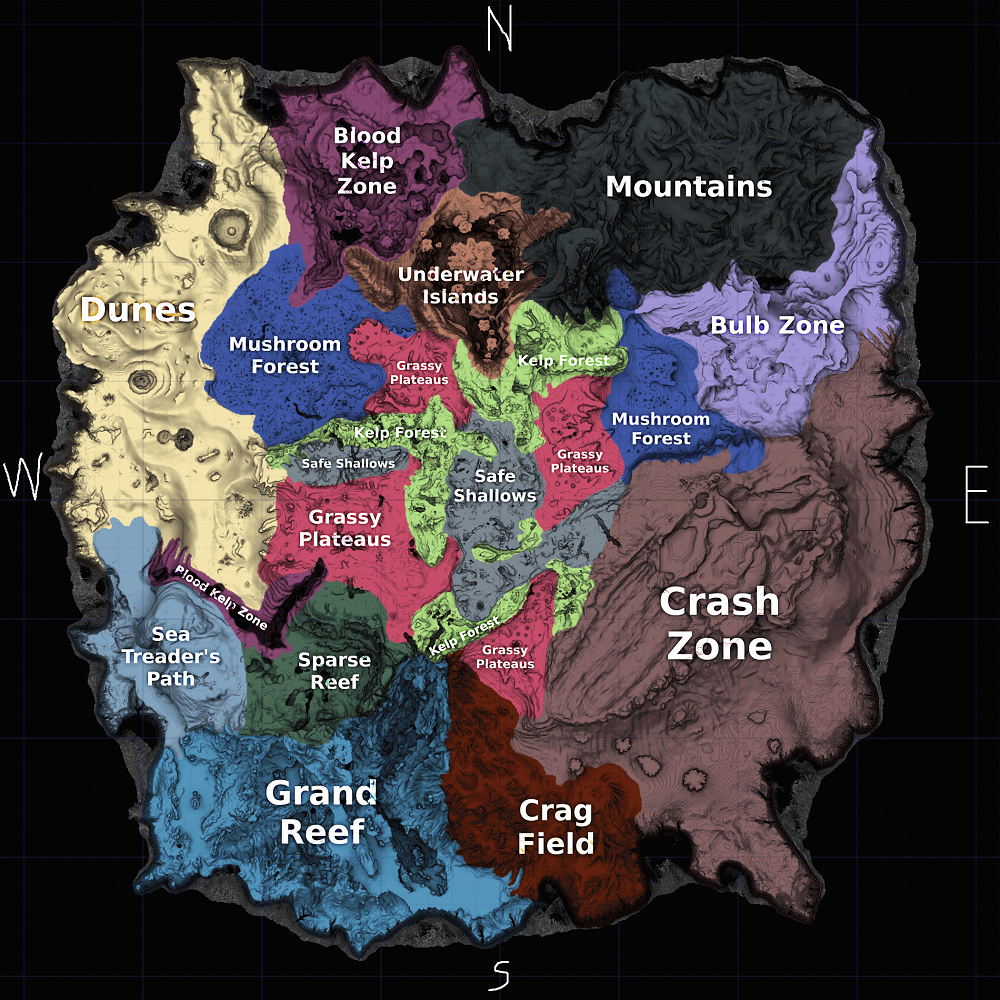 N
Blood
Kelp
Zone
Mountains
Underwater
Islands
Dunes
Bulb Zone
Mushroom
Forest
Grassy
Plateaus
Kelp Forest
Mushroom
Forest
Kelp Forest
Safe Shallows
Grassy
Plateaus
W
Safe
Shallows
E
Grassy
Plateaus
Blood Kelp Zone
Crash
Zone
Sea
Treader's
Path
Kelp Forest
Sparse
Reef
Grassy
Plateaus
Grand
Reef
Crag
Field
S